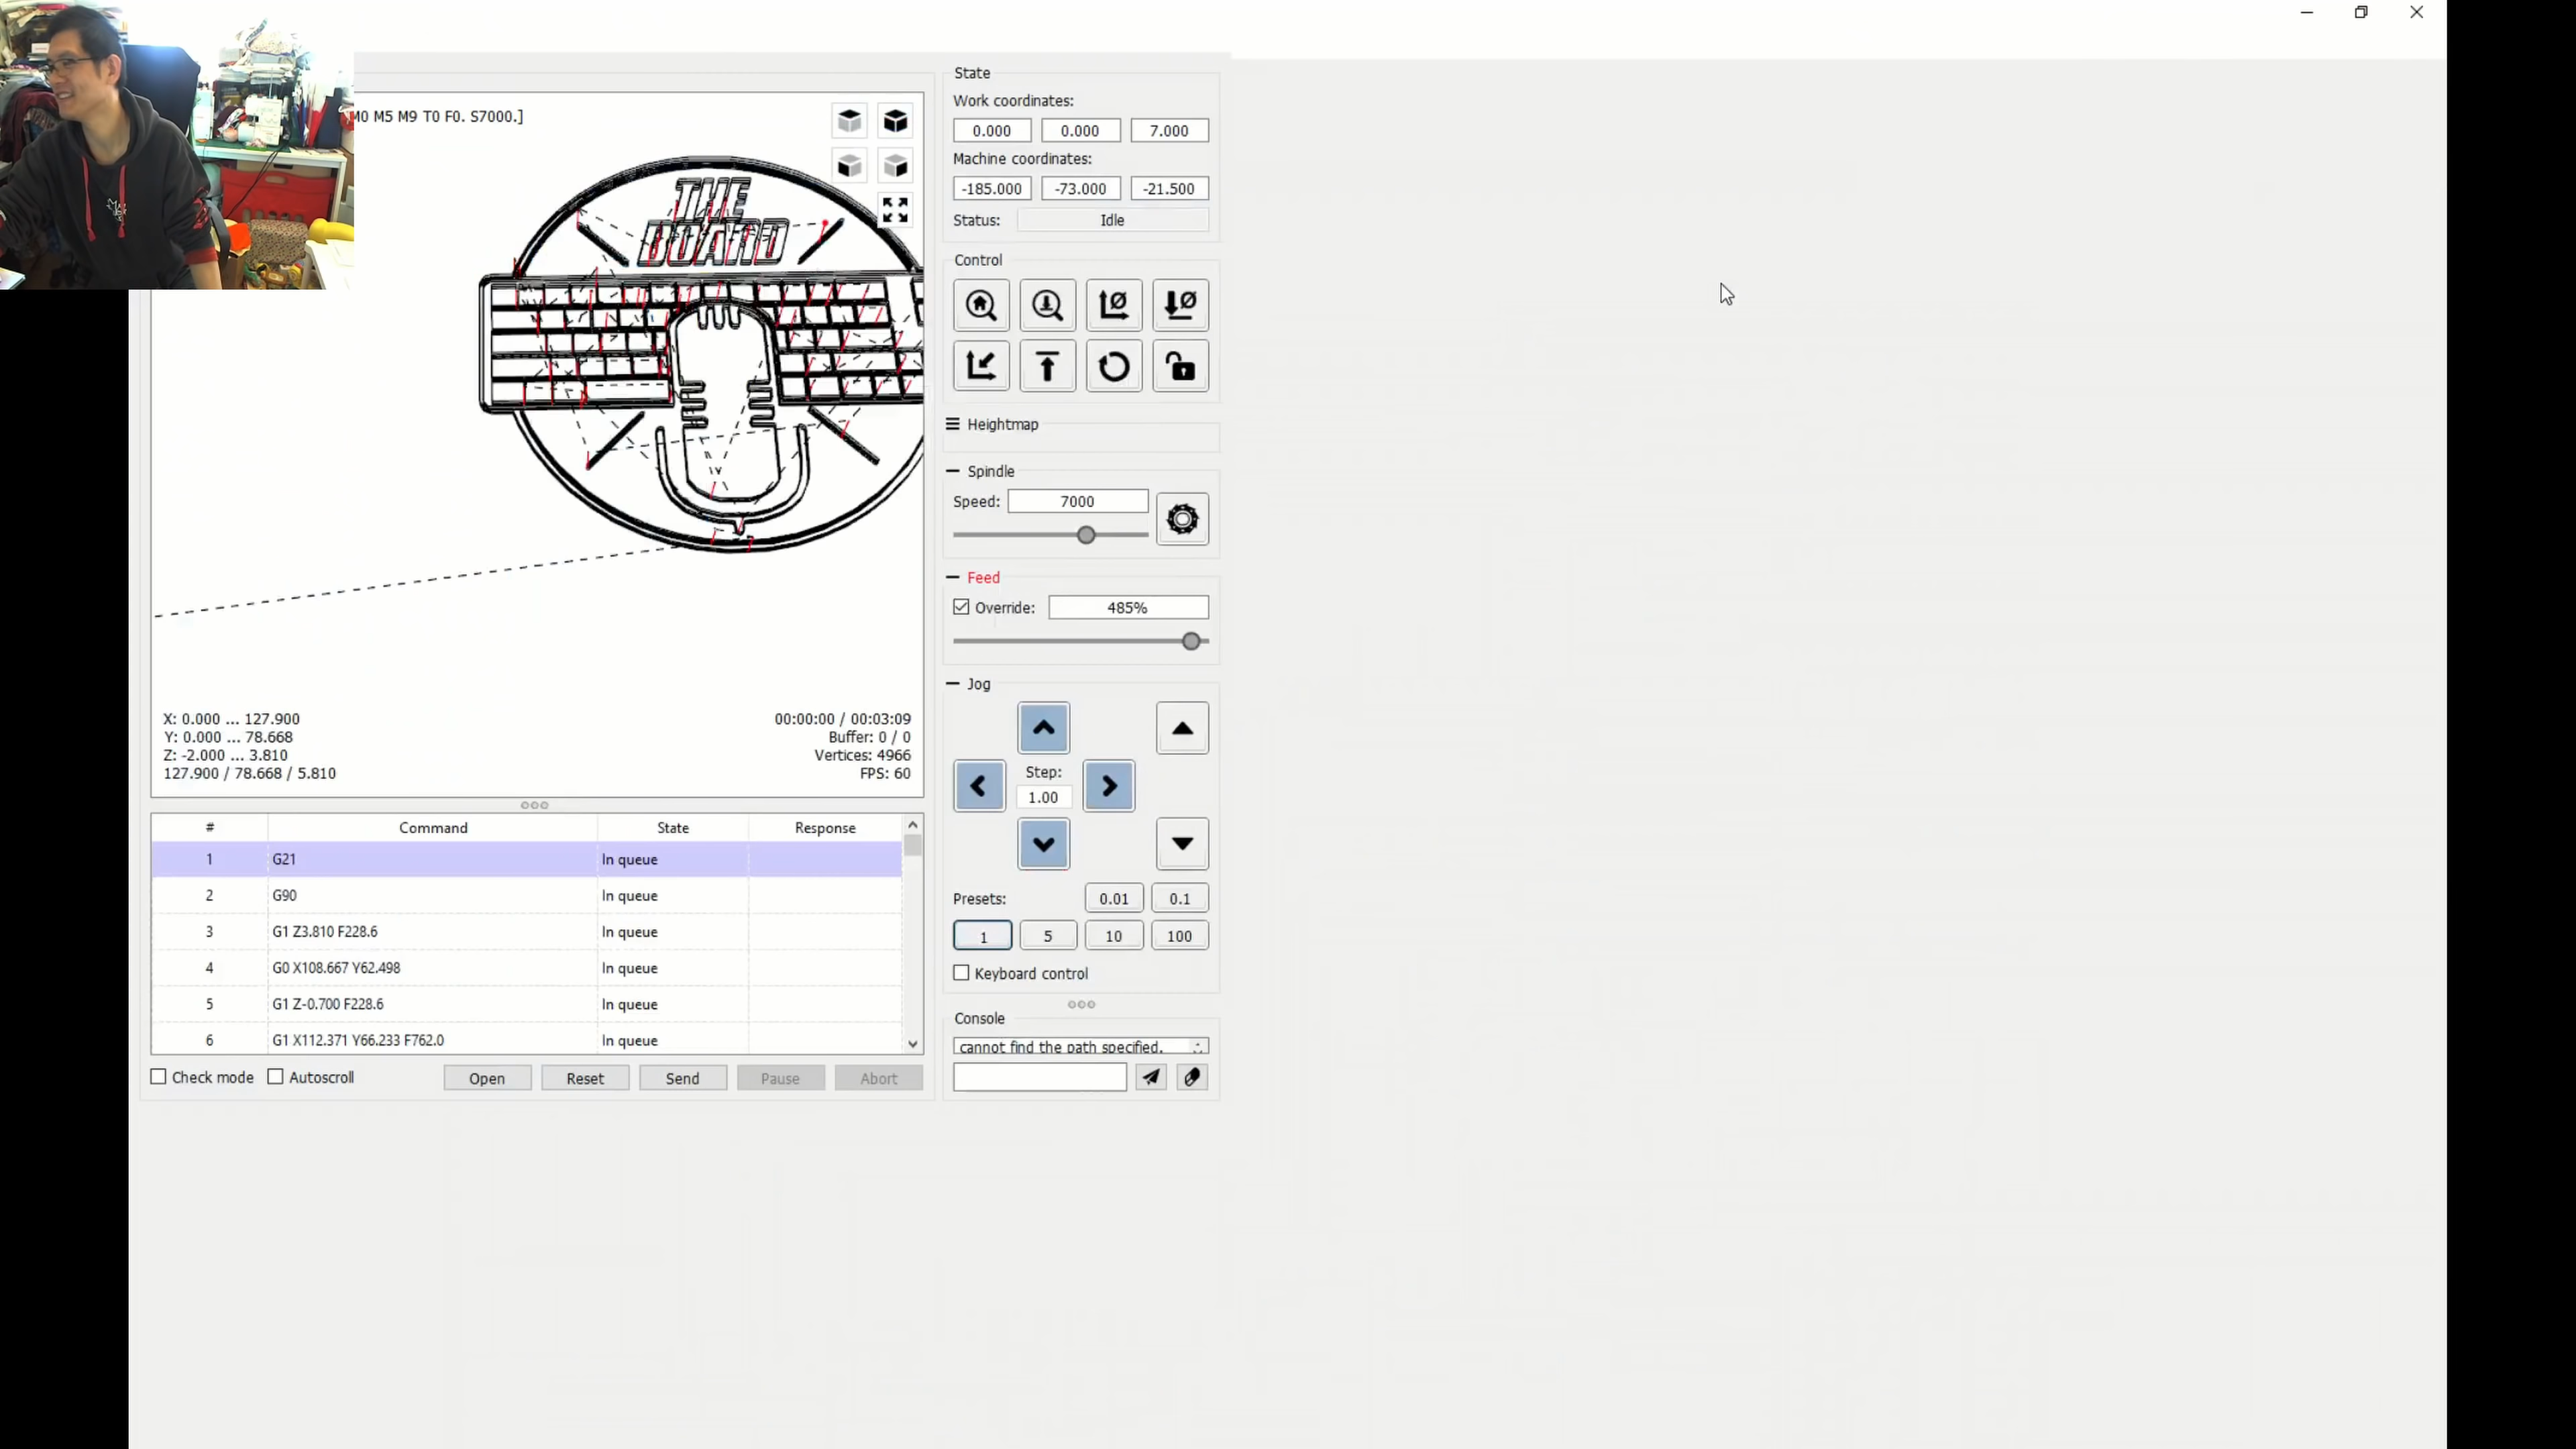 M0 M5 M9 T0 F0. S7000.]
THE
BOARD
X: 0.000 ... 127.900
Y: 0.000 ... 78.668
Z: -2.000 ... 3.810
127.900 / 78.668 / 5.810
00:00:00 / 00:03:09
Buffer: 0 / 0
Vertices: 4966
FPS: 60
# Command State Response
1 G21 In queue
2 G90 In queue
3 G1 Z3.810 F228.6 In queue
4 G0 X108.667 Y62.498 In queue
5 G1 Z-0.700 F228.6 In queue
6 G1 X112.371 Y66.233 F762.0 In queue
Check mode Autoscroll Open Reset Send Pause Abort
State
Work coordinates:
0.000 0.000 7.000
Machine coordinates:
-185.000 -73.000 -21.500
Status: Idle
Control
Heightmap
Spindle
Speed: 7000
Feed
Override: 485%
Jog
Step:
1.00
Presets: 0.01 0.1
1 5 10 100
Keyboard control
Console
cannot find the path specified.